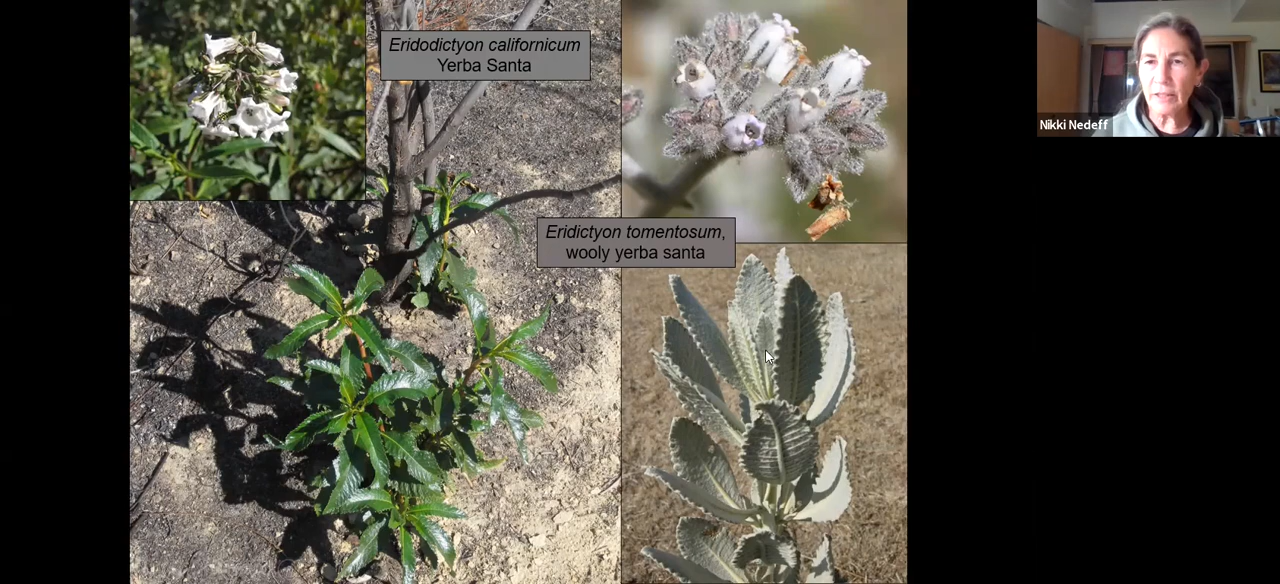 Eridodictyon californicum
Yerba Santa
Eridictyon tomentosum,
wooly yerba santa
Nikki Nedeff